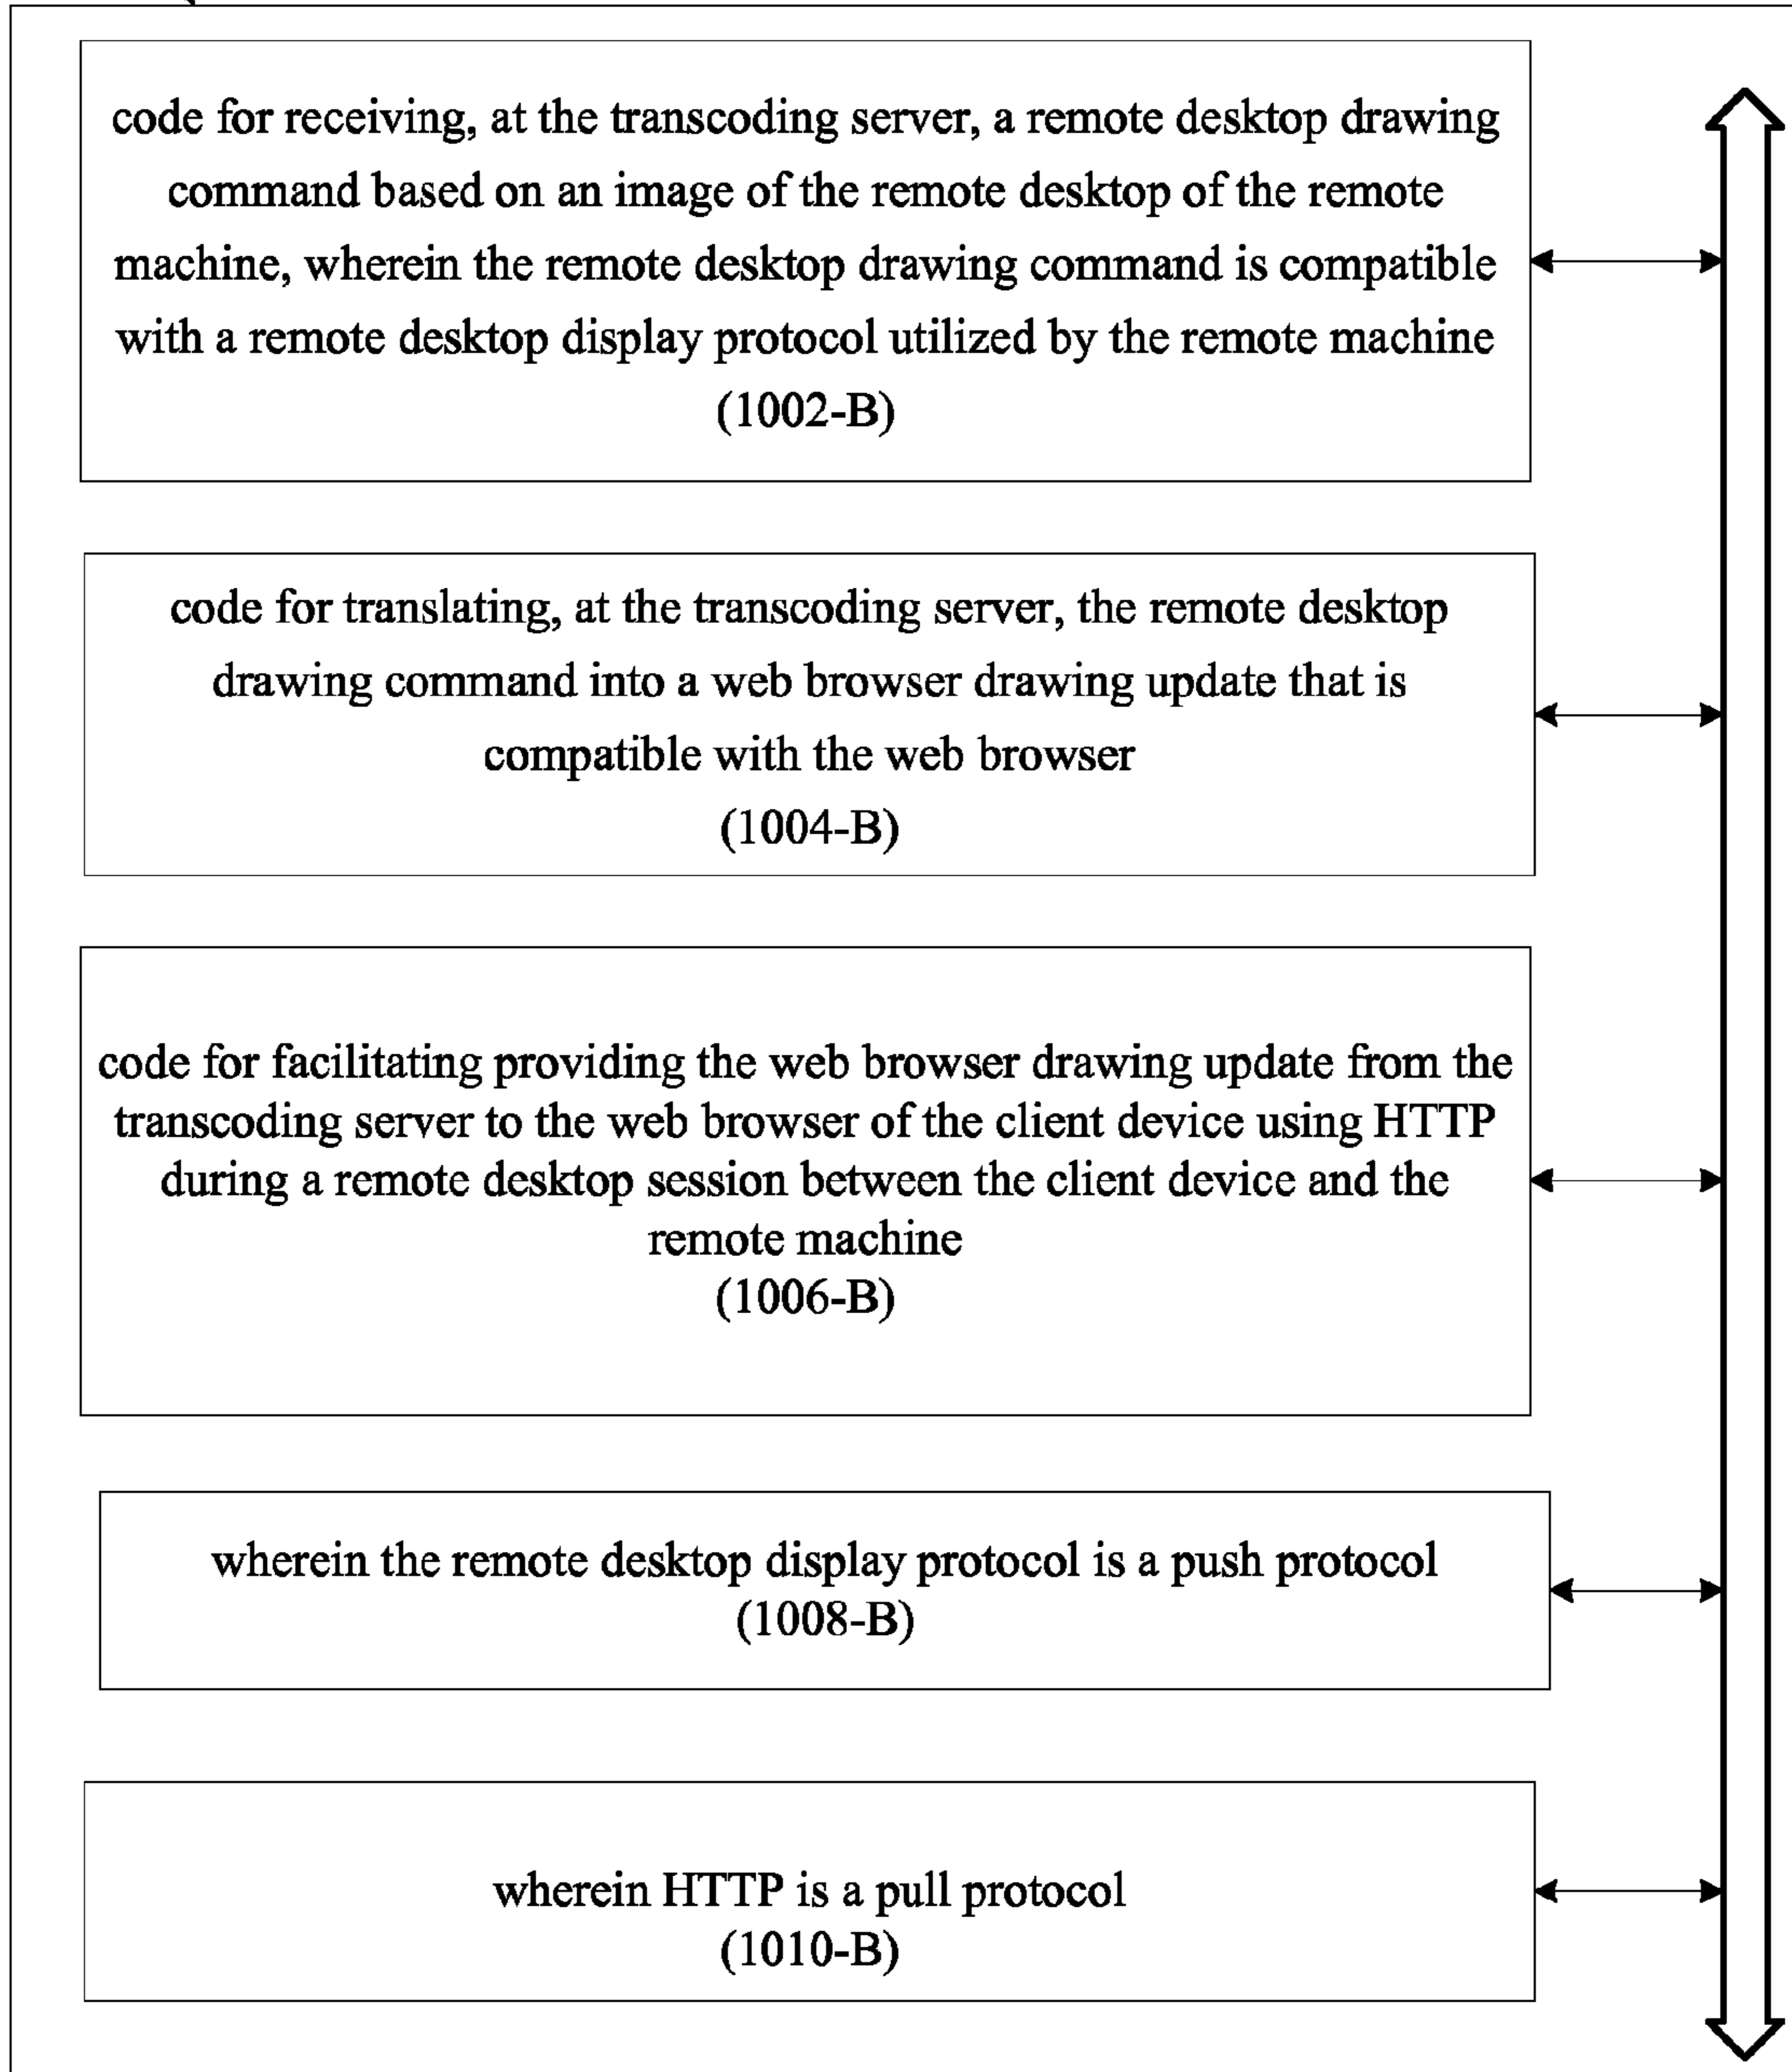 code for receiving, at the transcoding server, a remote desktop drawing
command based on an image of the remote desktop of the remote
machine, wherein the remote desktop drawing command is compatible
with a remote desktop display protocol utilized by the remote machine
(1002-B)
code for translating, at the transcoding server, the remote desktop
drawing command into a web browser drawing update that is
compatible with the web browser
(1004-B)
code for facilitating providing the web browser drawing update from the
transcoding server to the web browser of the client device using HTTP
during a remote desktop session between the client device and the
remote machine
(1006-B)
wherein the remote desktop display protocol is a push protocol
(1008-B)
wherein HTTP is a pull protocol
(1010-B)